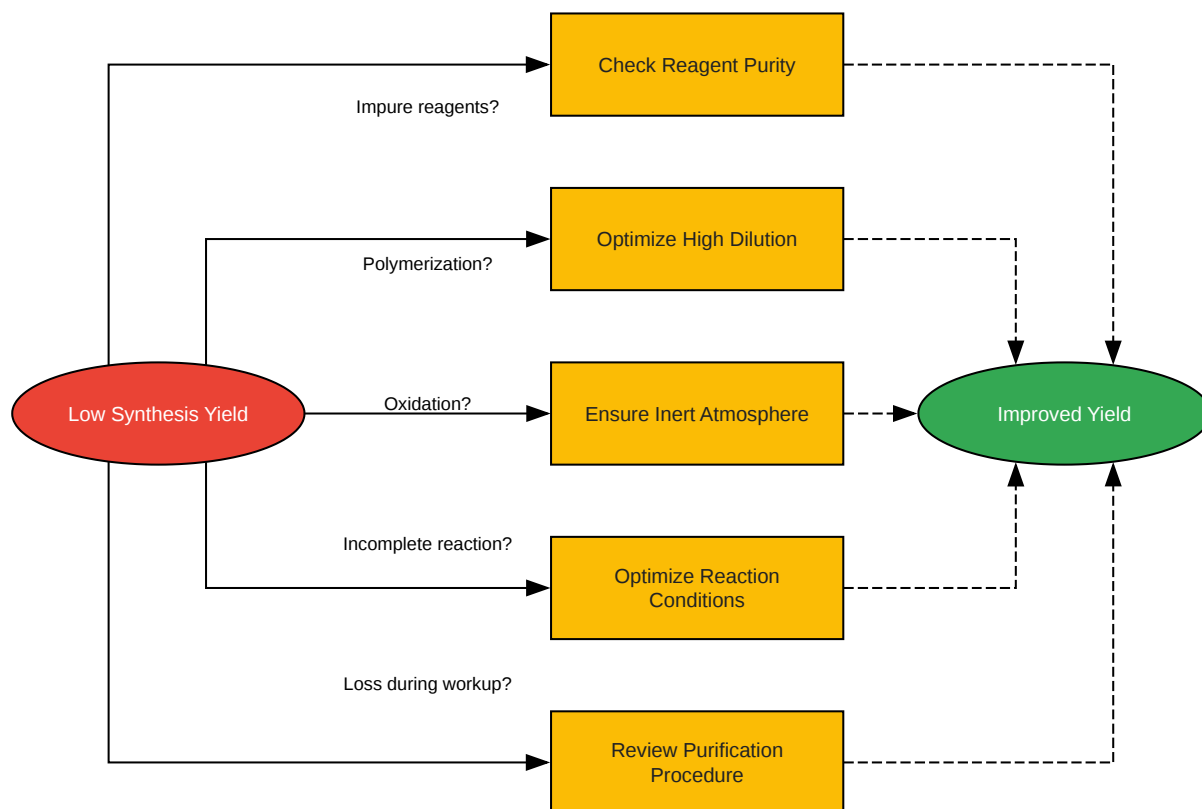 Check Reagent Purity
Impure reagents?
Optimize High Dilution
Polymerization?
Low Synthesis Yield
Oxidation?
Ensure Inert Atmosphere
Improved Yield
Incomplete reaction?
Optimize Reaction
Conditions
Loss during workup?
Review Purification
Procedure